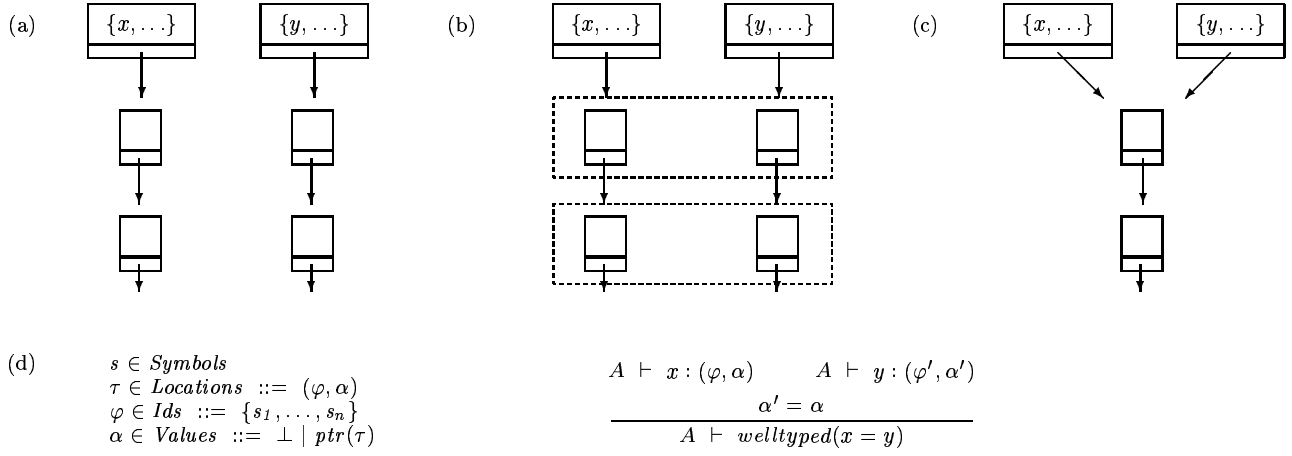 (a) {x, ...} {y, ...} (b) {x, ...} {y, ...} (c) {x, ...} {y, ...}
(d)
s ∈ Symbols
τ ∈ Locations ::= (φ, α)
φ ∈ Ids ::= {s₁, ..., sₙ}
α ∈ Values ::= ⊥ | ptr(τ)
A ⊢ x : (φ, α) A ⊢ y : (φ′, α′)
α′ = α
A ⊢ welltyped(x = y)